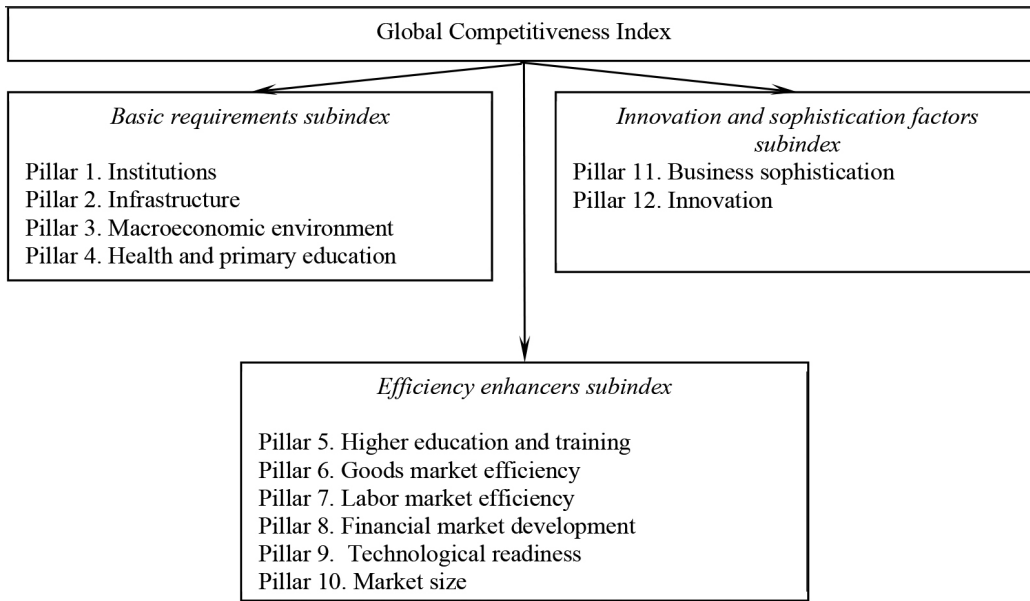 Global Competitiveness Index
Basic requirements subindex
Pillar 1. Institutions
Pillar 2. Infrastructure
Pillar 3. Macroeconomic environment
Pillar 4. Health and primary education
Innovation and sophistication factors
subindex
Pillar 11. Business sophistication
Pillar 12. Innovation
Efficiency enhancers subindex
Pillar 5. Higher education and training
Pillar 6. Goods market efficiency
Pillar 7. Labor market efficiency
Pillar 8. Financial market development
Pillar 9.  Technological readiness
Pillar 10. Market size